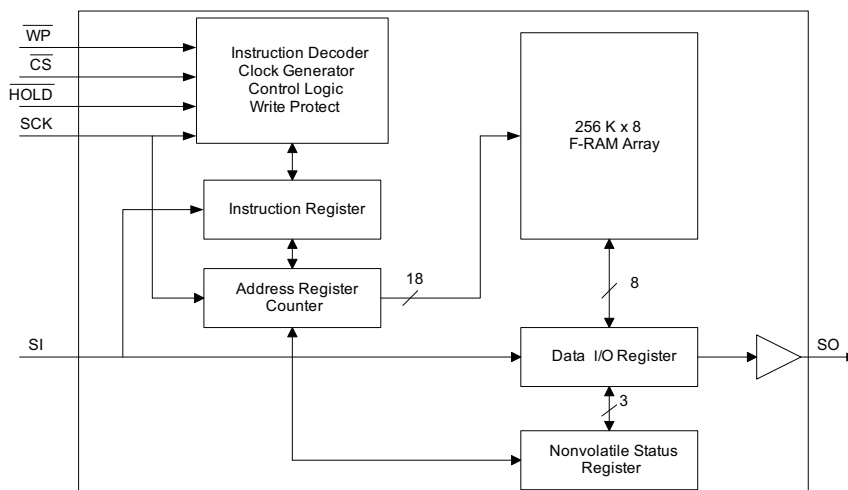 WP
CS
HOLD
SCK
Instruction Decoder
Clock Generator
Control Logic
Write Protect
256 K x 8
F-RAM Array
Instruction Register
Address Register
Counter
18
8
SI
Data I/O Register
SO
3
Nonvolatile Status
Register